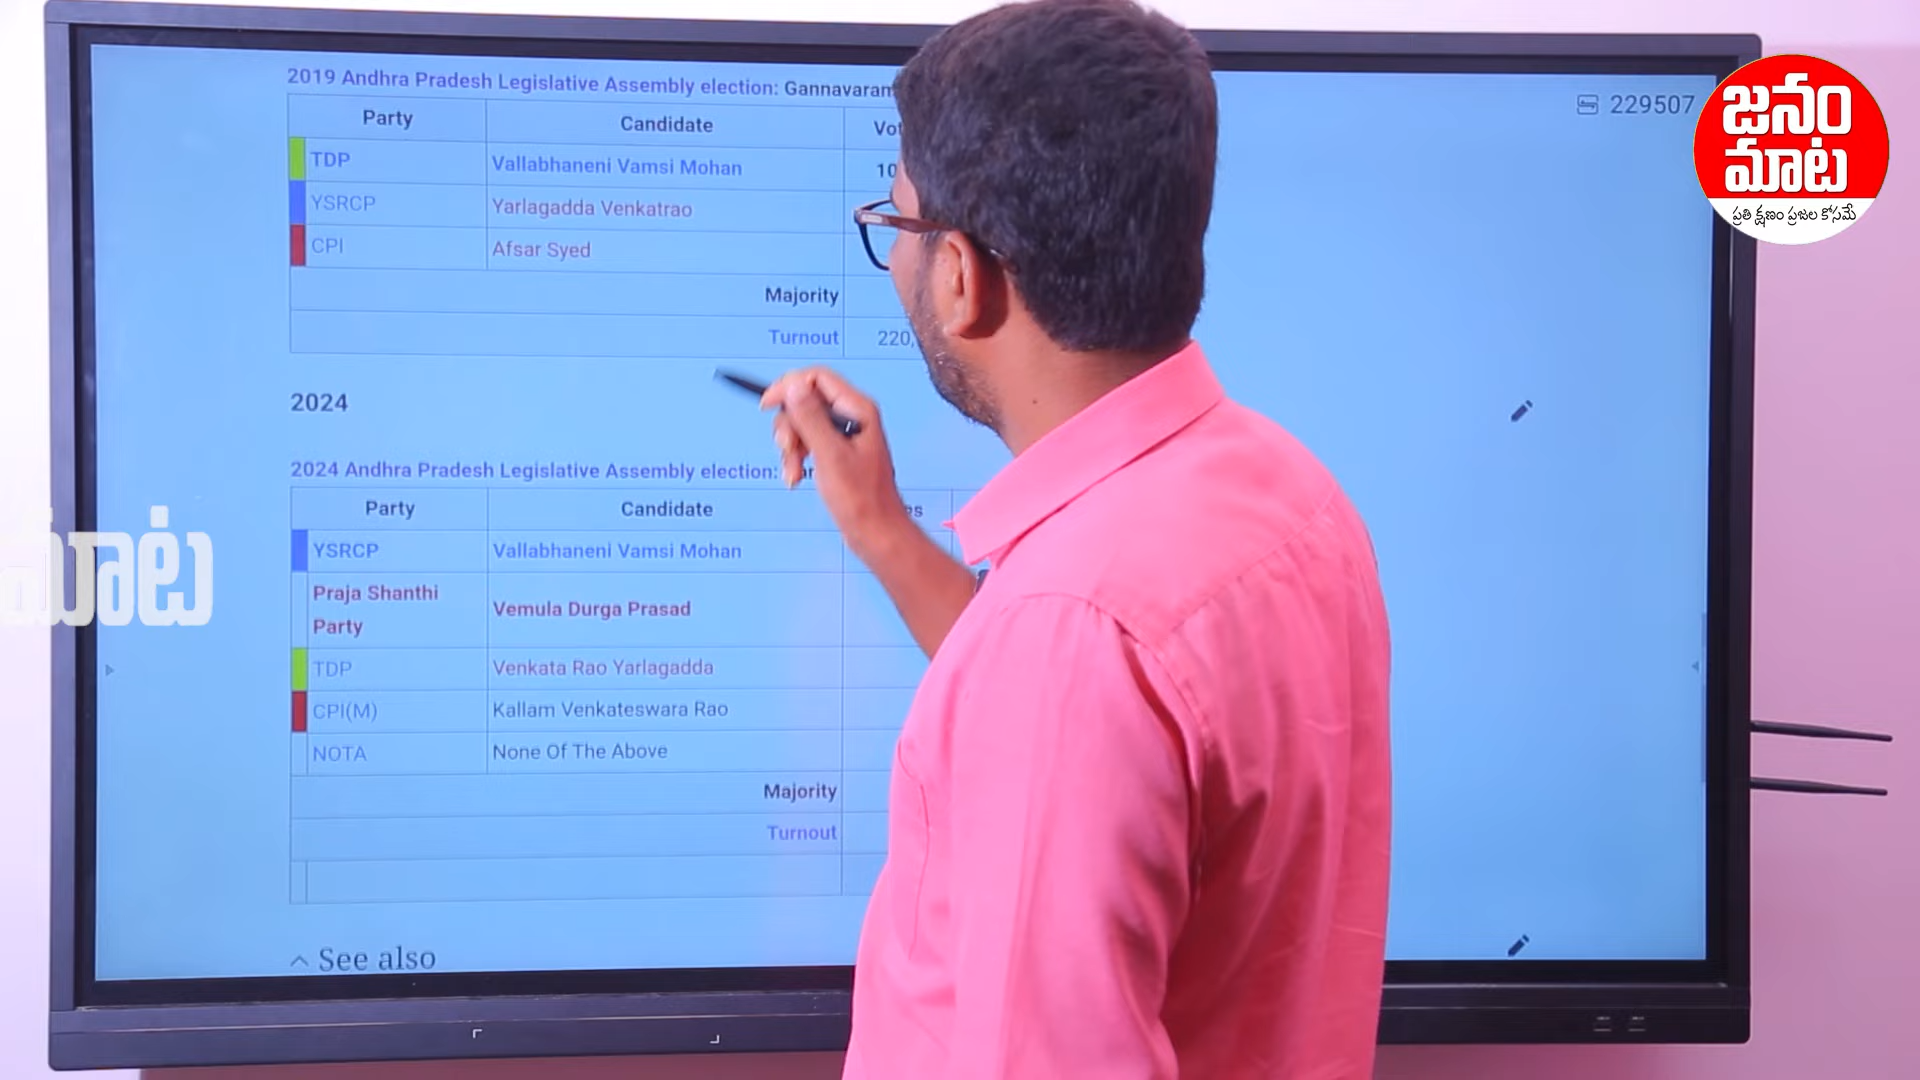 2019 Andhra Pradesh Legislative Assembly election: Gannavaram
Party Candidate
TDP Vallabhaneni Vamsi Mohan 10
YSRCP Yarlagadda Venkatrao
CPI Afsar Syed
Majority
Turnout 220,
2024
2024 Andhra Pradesh Legislative Assembly election:
Party Candidate
YSRCP Vallabhaneni Vamsi Mohan
Praja Shanthi
Party
Vemula Durga Prasad
TDP Venkata Rao Yarlagadda
CPI(M) Kallam Venkateswara Rao
NOTA None Of The Above
Majority
Turnout
See also
229507
జనం
మాట
ప్రతి క్షణం ప్రజల కోసమే
మాట